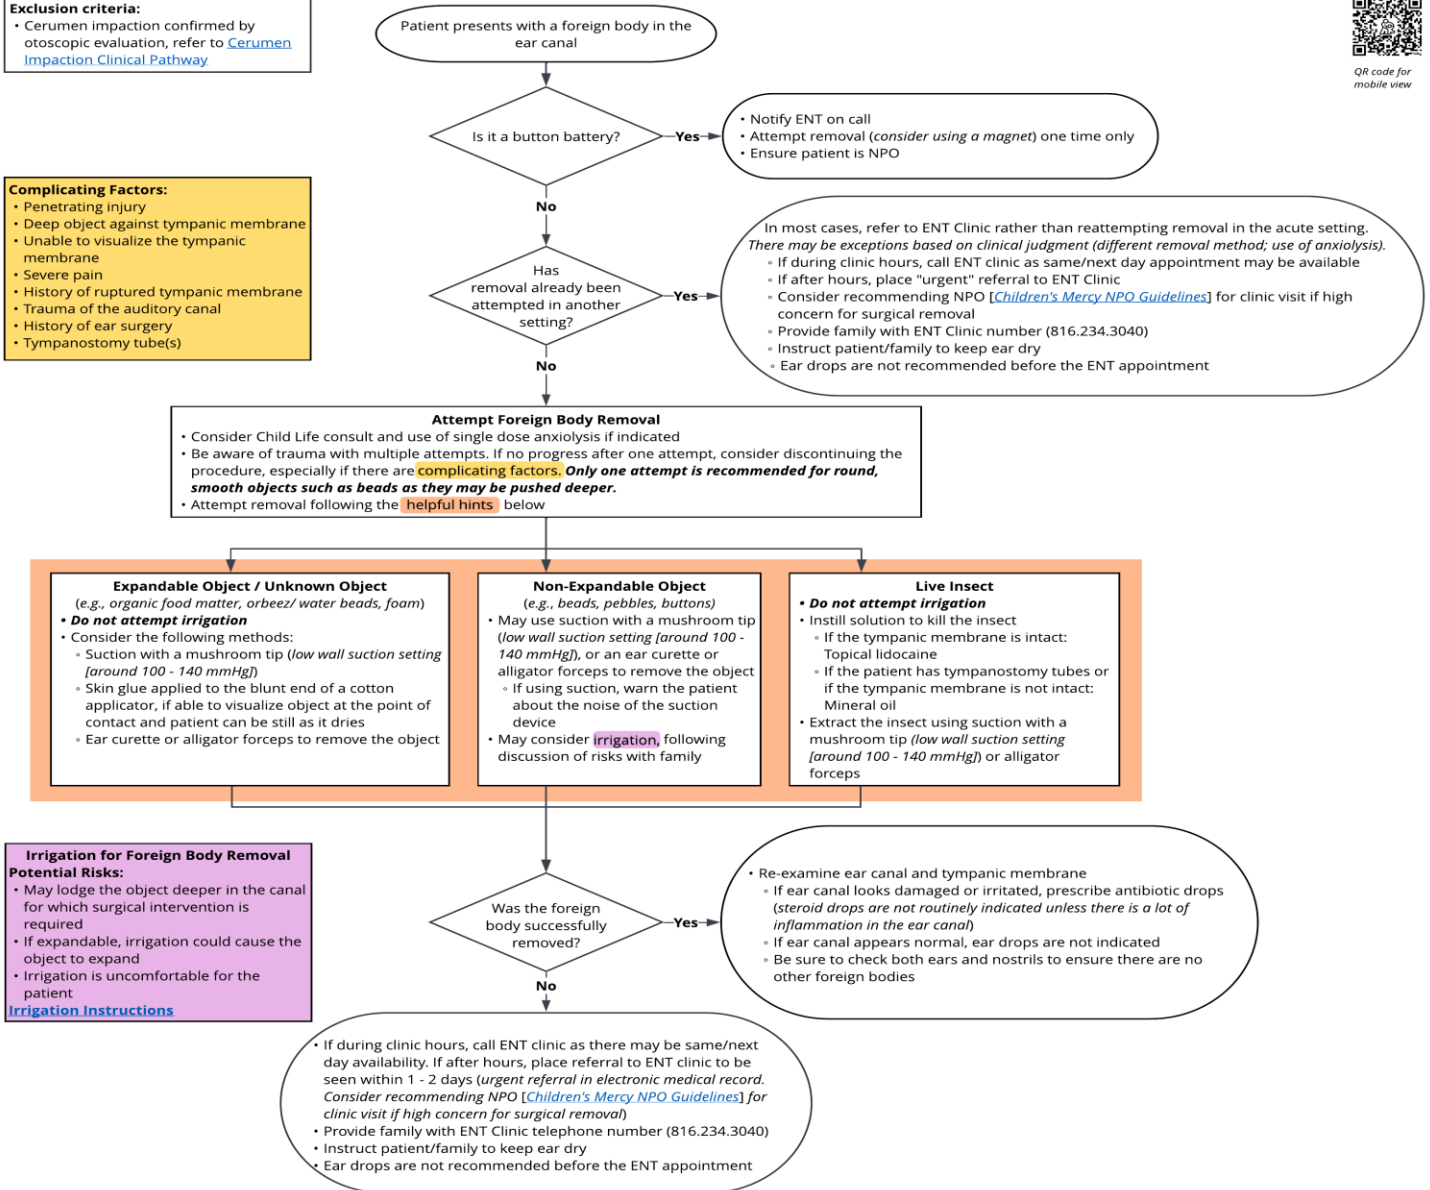 Exclusion criteria:
• Cerumen impaction confirmed by
otoscopic evaluation, refer to Cerumen
Impaction Clinical Pathway
Patient presents with a foreign body in the
ear canal
QR code for
mobile view
Is it a button battery?
Yes
• Notify ENT on call
• Attempt removal (consider using a magnet) one time only
• Ensure patient is NPO
No
Complicating Factors:
• Penetrating injury
• Deep object against tympanic membrane
• Unable to visualize the tympanic
membrane
• Severe pain
• History of ruptured tympanic membrane
• Trauma of the auditory canal
• History of ear surgery
• Tympanostomy tube(s)
Has
removal already been
attempted in another
setting?
Yes
In most cases, refer to ENT Clinic rather than reattempting removal in the acute setting.
There may be exceptions based on clinical judgment (different removal method; use of anxiolysis).
◦ If during clinic hours, call ENT clinic as same/next day appointment may be available
◦ If after hours, place "urgent" referral to ENT Clinic
◦ Consider recommending NPO [Children's Mercy NPO Guidelines] for clinic visit if high
concern for surgical removal
◦ Provide family with ENT Clinic number (816.234.3040)
◦ Instruct patient/family to keep ear dry
◦ Ear drops are not recommended before the ENT appointment
No
Attempt Foreign Body Removal
• Consider Child Life consult and use of single dose anxiolysis if indicated
• Be aware of trauma with multiple attempts. If no progress after one attempt, consider discontinuing the
procedure, especially if there are complicating factors. Only one attempt is recommended for round,
smooth objects such as beads as they may be pushed deeper.
• Attempt removal following the helpful hints below
Expandable Object / Unknown Object
(e.g., organic food matter, orbeez/ water beads, foam)
• Do not attempt irrigation
• Consider the following methods:
◦ Suction with a mushroom tip (low wall suction setting
[around 100 - 140 mmHg])
◦ Skin glue applied to the blunt end of a cotton
applicator, if able to visualize object at the point of
contact and patient can be still as it dries
◦ Ear curette or alligator forceps to remove the object
Non-Expandable Object
(e.g., beads, pebbles, buttons)
• May use suction with a mushroom tip
(low wall suction setting [around 100 -
140 mmHg]), or an ear curette or
alligator forceps to remove the object
◦ If using suction, warn the patient
about the noise of the suction
device
• May consider irrigation, following
discussion of risks with family
Live Insect
• Do not attempt irrigation
• Instill solution to kill the insect
◦ If the tympanic membrane is intact:
Topical lidocaine
◦ If the patient has tympanostomy tubes or
if the tympanic membrane is not intact:
Mineral oil
• Extract the insect using suction with a
mushroom tip (low wall suction setting
[around 100 - 140 mmHg]) or alligator
forceps
Irrigation for Foreign Body Removal
Potential Risks:
• May lodge the object deeper in the canal
for which surgical intervention is
required
• If expandable, irrigation could cause the
object to expand
• Irrigation is uncomfortable for the
patient
Irrigation Instructions
Was the foreign
body successfully
removed?
Yes
• Re-examine ear canal and tympanic membrane
◦ If ear canal looks damaged or irritated, prescribe antibiotic drops
(steroid drops are not routinely indicated unless there is a lot of
inflammation in the ear canal)
◦ If ear canal appears normal, ear drops are not indicated
◦ Be sure to check both ears and nostrils to ensure there are no
other foreign bodies
No
• If during clinic hours, call ENT clinic as there may be same/next
day availability. If after hours, place referral to ENT clinic to be
seen within 1 - 2 days (urgent referral in electronic medical record.
Consider recommending NPO [Children's Mercy NPO Guidelines] for
clinic visit if high concern for surgical removal)
• Provide family with ENT Clinic telephone number (816.234.3040)
• Instruct patient/family to keep ear dry
• Ear drops are not recommended before the ENT appointment